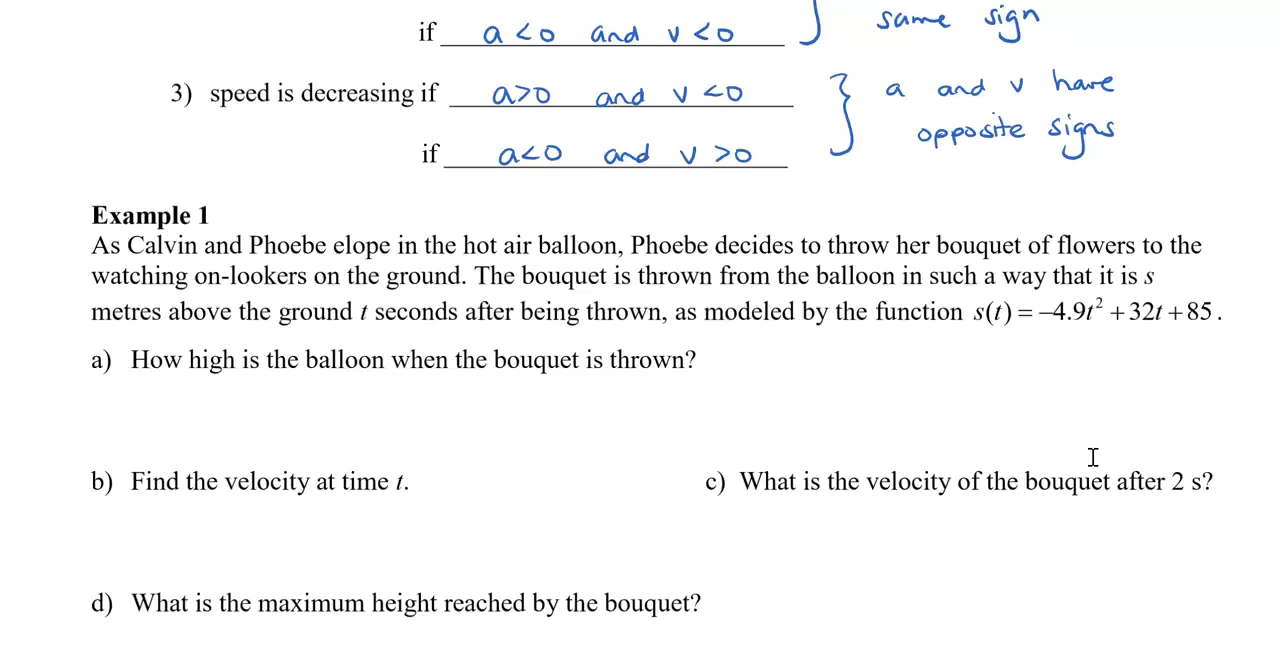 if a<0 and v<0 } same sign
3) speed is decreasing if a>0 and v<0 } a and v have
opposite signs
if a<0 and v>0
Example 1
As Calvin and Phoebe elope in the hot air balloon, Phoebe decides to throw her bouquet of flowers to the
watching on-lookers on the ground. The bouquet is thrown from the balloon in such a way that it is s
metres above the ground t seconds after being thrown, as modeled by the function s(t) = –4.9t² + 32t + 85.
a) How high is the balloon when the bouquet is thrown?
b) Find the velocity at time t. c) What is the velocity of the bouquet after 2 s?
d) What is the maximum height reached by the bouquet?